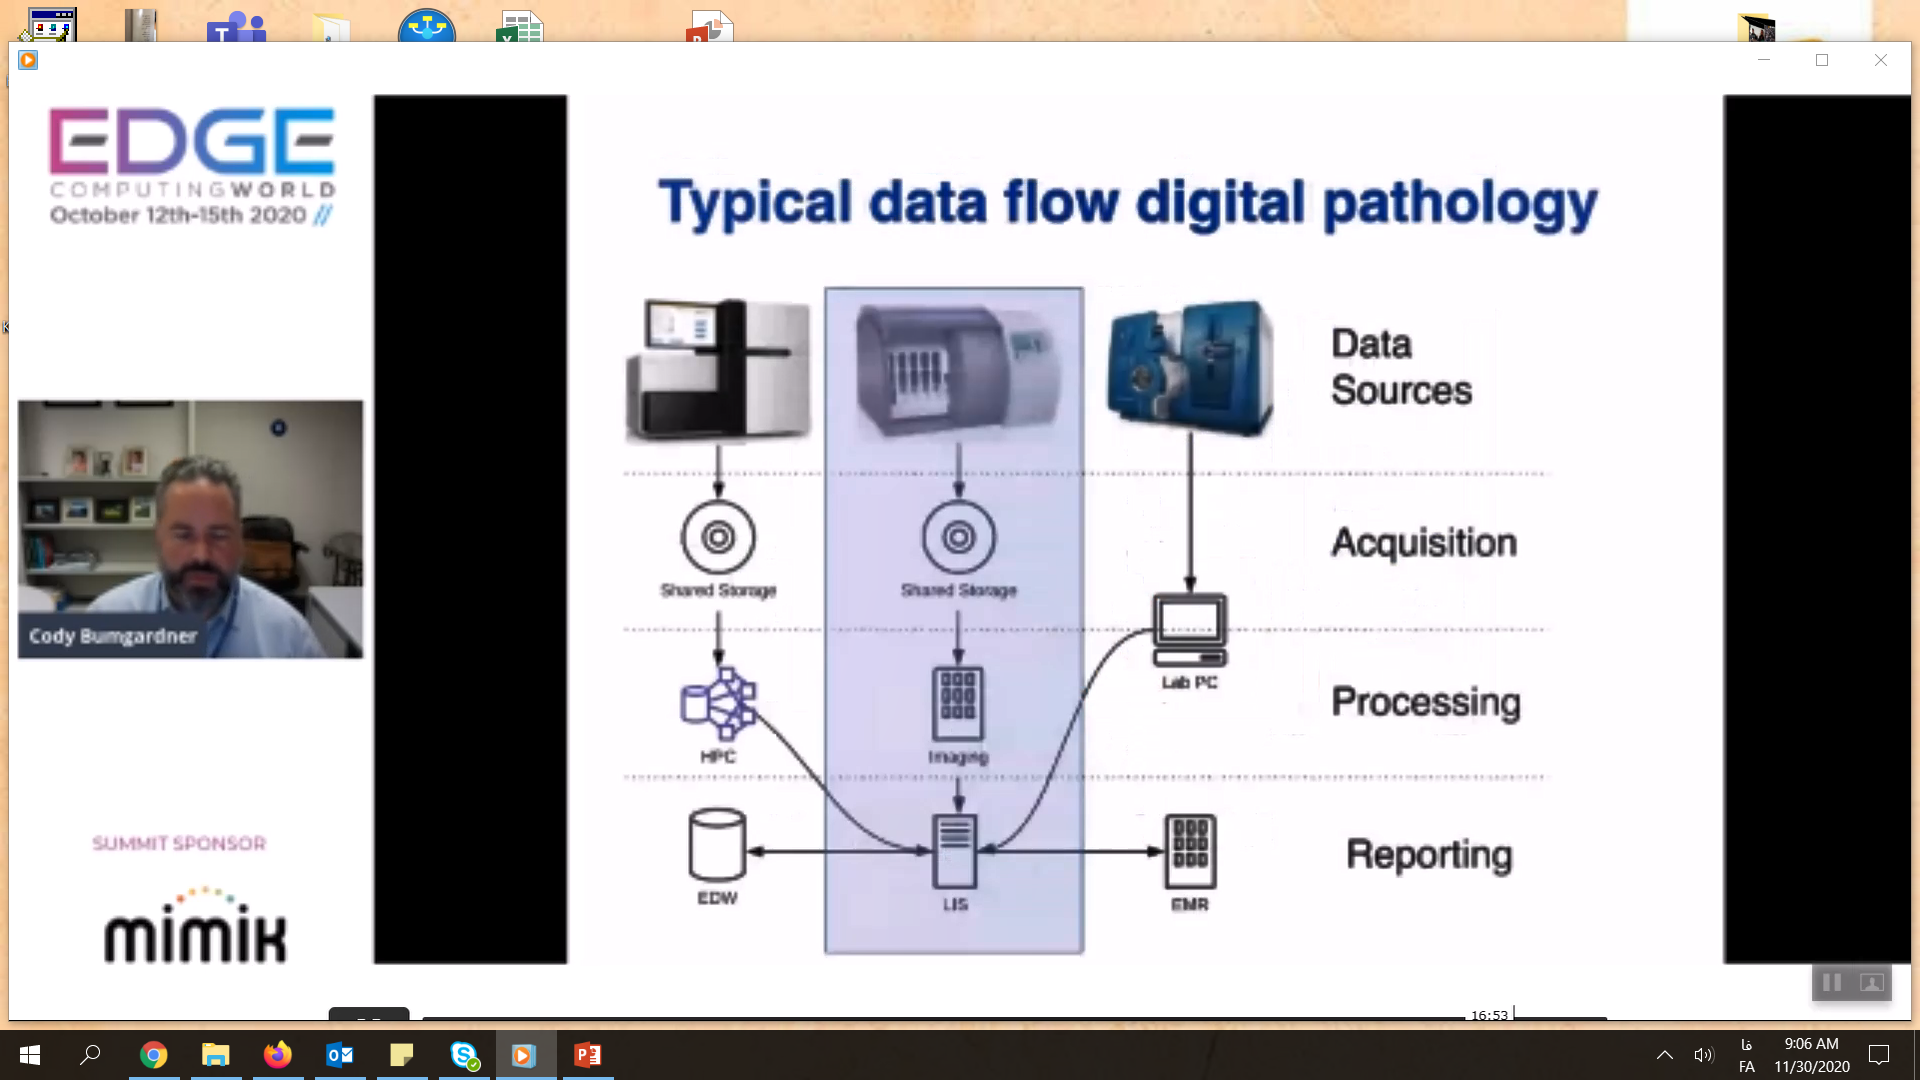 EDGE
COMPUTINGWORLD
October 12th-15th 2020 //
Cody Bumgardner
SUMMIT SPONSOR
mimik
Typical data flow digital pathology
Data
Sources
Acquisition
Shared Storage
Shared Storage
Lab PC
Processing
HPC
Imaging
Reporting
EDW
LIS
EMR
16:53
فا
FA
9:06 AM
11/30/2020